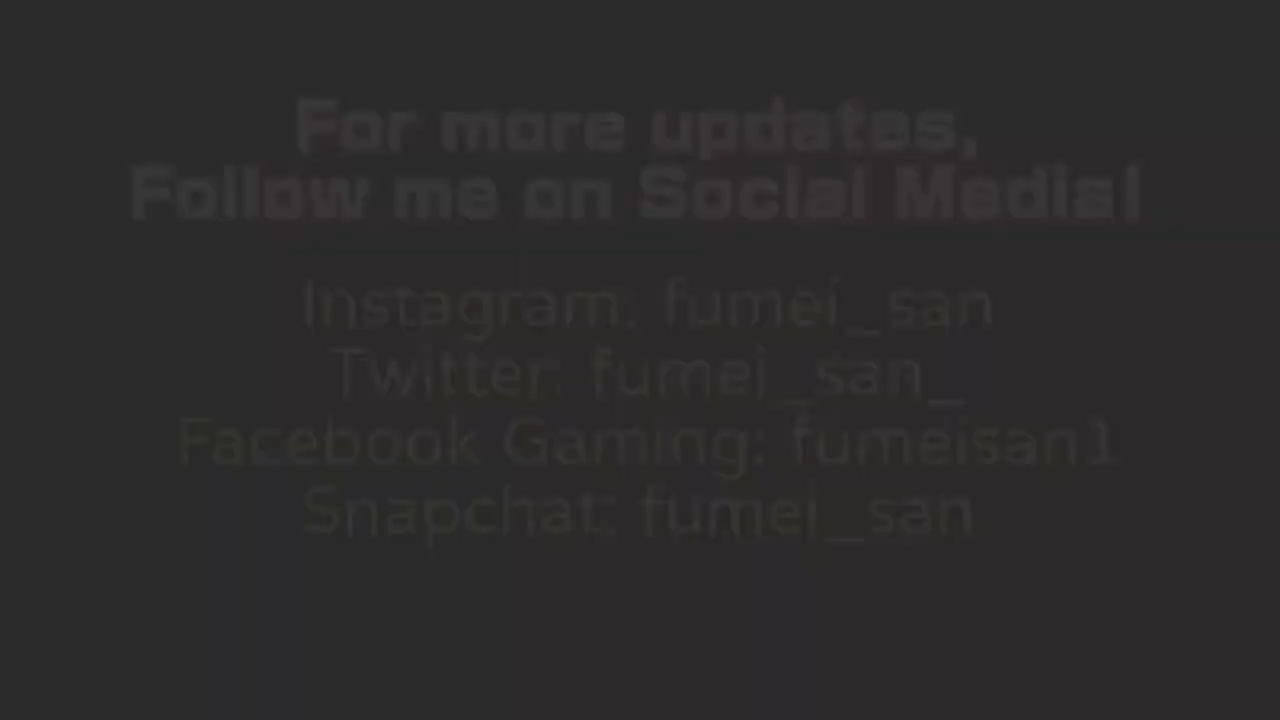 For more updates,
Follow me on Social Media!
Instagram: fumei_san
Twitter: fumei_san_
Facebook Gaming: fumeisan1
Snapchat: fumei_san